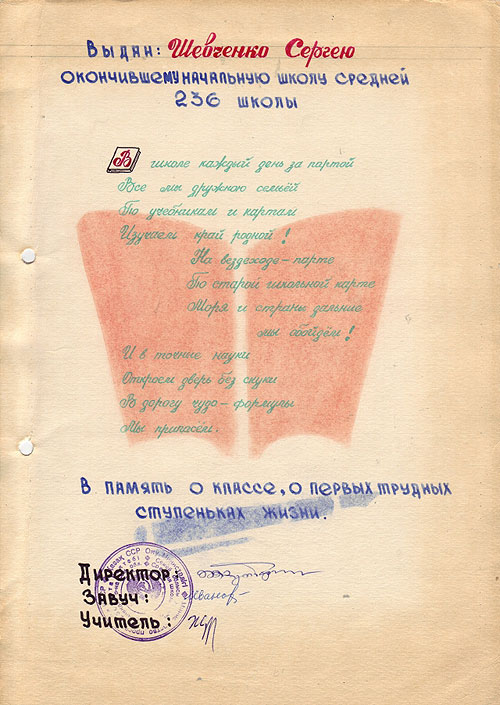 Выдан: Шевченко Сергею
окончившему начальную школу средней
236 школы
В школе каждый день за партой
Все мы дружною семьёй
По учебникам и картам
Изучаем край родной!
На вездеходе - парте
По старой школьной карте
Моря и страны дальние
мы обойдём!
И в точные науки
Откроем дверь без скуки
В дорогу чудо - формулы
Мы припасём.
В память о классе, о первых трудных
ступеньках жизни.
Директор:
Завуч:
Учитель: